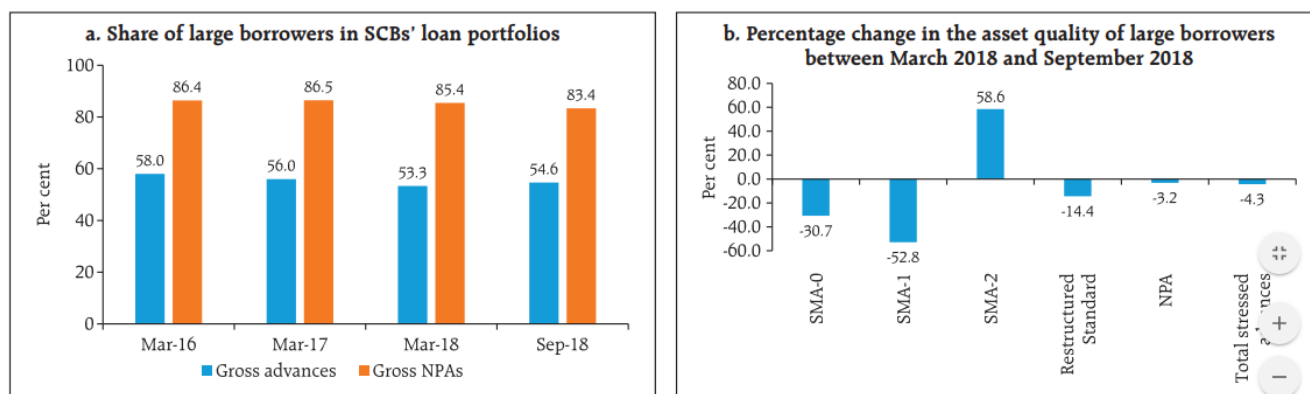 a. Share of large borrowers in SCBs' loan portfolios
Per cent
100
80
60
40
20
0
86.4
86.5
85.4
83.4
58.0
56.0
53.3
54.6
Mar-16
Mar-17
Mar-18
Sep-18
Gross advances
Gross NPAs
b. Percentage change in the asset quality of large borrowers
between March 2018 and September 2018
Per cent
80.0
60.0
40.0
20.0
0.0
-20.0
-40.0
-60.0
58.6
-30.7
-52.8
-14.4
-3.2
-4.3
SMA-0
SMA-1
SMA-2
Restructured
Standard
NPA
Total stressed